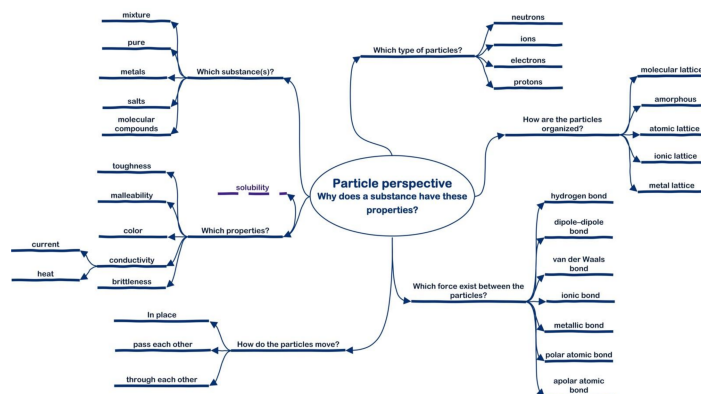 Particle perspective
Why does a substance have these
properties?
Which substance(s)?
mixture
pure
metals
salts
molecular
compounds
Which type of particles?
neutrons
ions
electrons
protons
How are the particles
organized?
molecular lattice
amorphous
atomic lattice
ionic lattice
metal lattice
solubility
Which properties?
toughness
malleability
color
conductivity
current
heat
brittleness
Which force exist between the
particles?
hydrogen bond
dipole-dipole
bond
van der Waals
bond
ionic bond
metallic bond
polar atomic bond
apolar atomic
bond
How do the particles move?
In place
pass each other
through each other